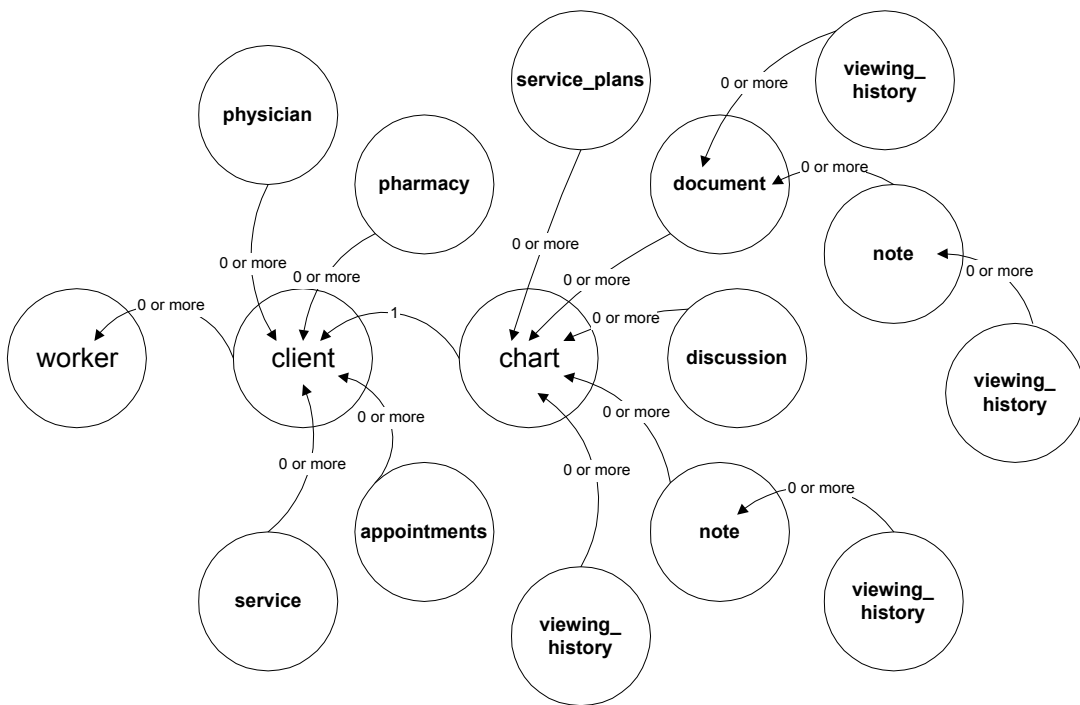 viewing_
history
service_plans
0 or more
physician
0 or more
pharmacy
document
note
0 or more
0 or more
0 or more
0 or more
0 or more
0 or more
1
0 or more
worker
client
chart
discussion
viewing_
history
0 or more
0 or more
0 or more
0 or more
appointments
note
service
viewing_
history
viewing_
history